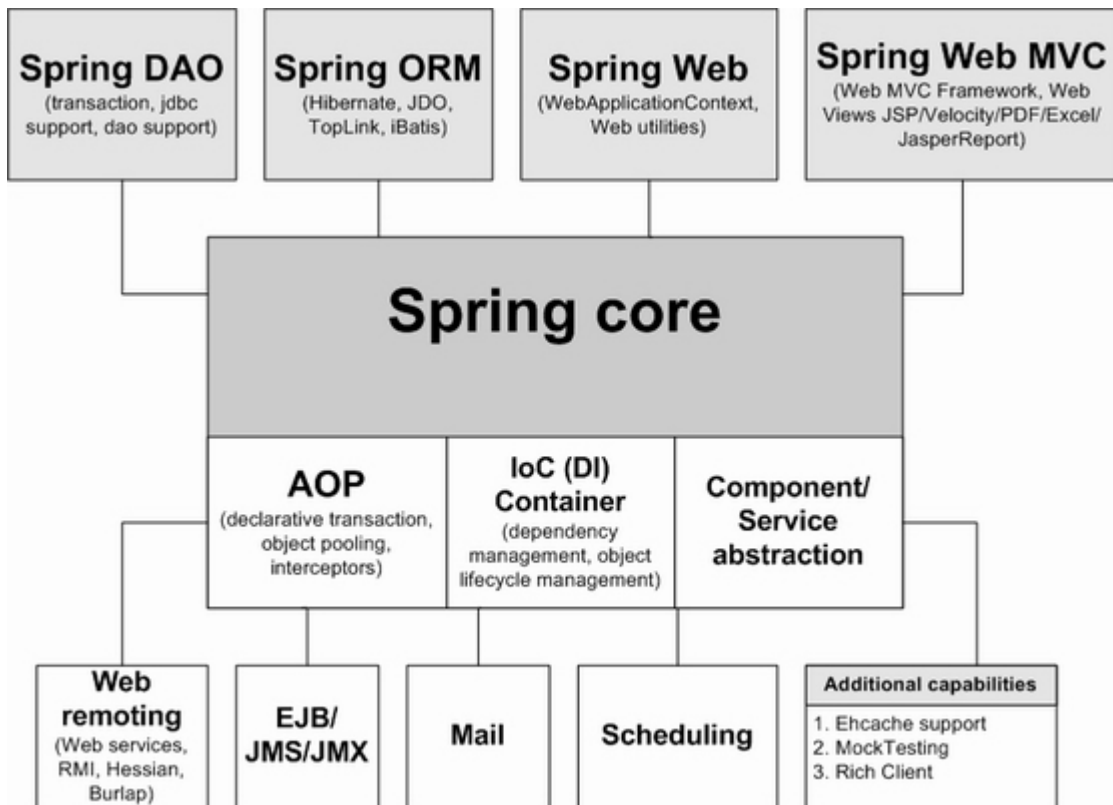 Spring DAO
(transaction, jdbc
support, dao support)
Spring ORM
(Hibernate, JDO,
TopLink, iBatis)
Spring Web
(WebApplicationContext,
Web utilities)
Spring Web MVC
(Web MVC Framework, Web
Views JSP/Velocity/PDF/Excel/
JasperReport)
Spring core
AOP
(declarative transaction,
object pooling,
interceptors)
IoC (DI)
Container
(dependency
management, object
lifecycle management)
Component/
Service
abstraction
Web
remoting
(Web services,
RMI, Hessian,
Burlap)
EJB/
JMS/JMX
Mail
Scheduling
Additional capabilities
1. Ehcache support
2. MockTesting
3. Rich Client